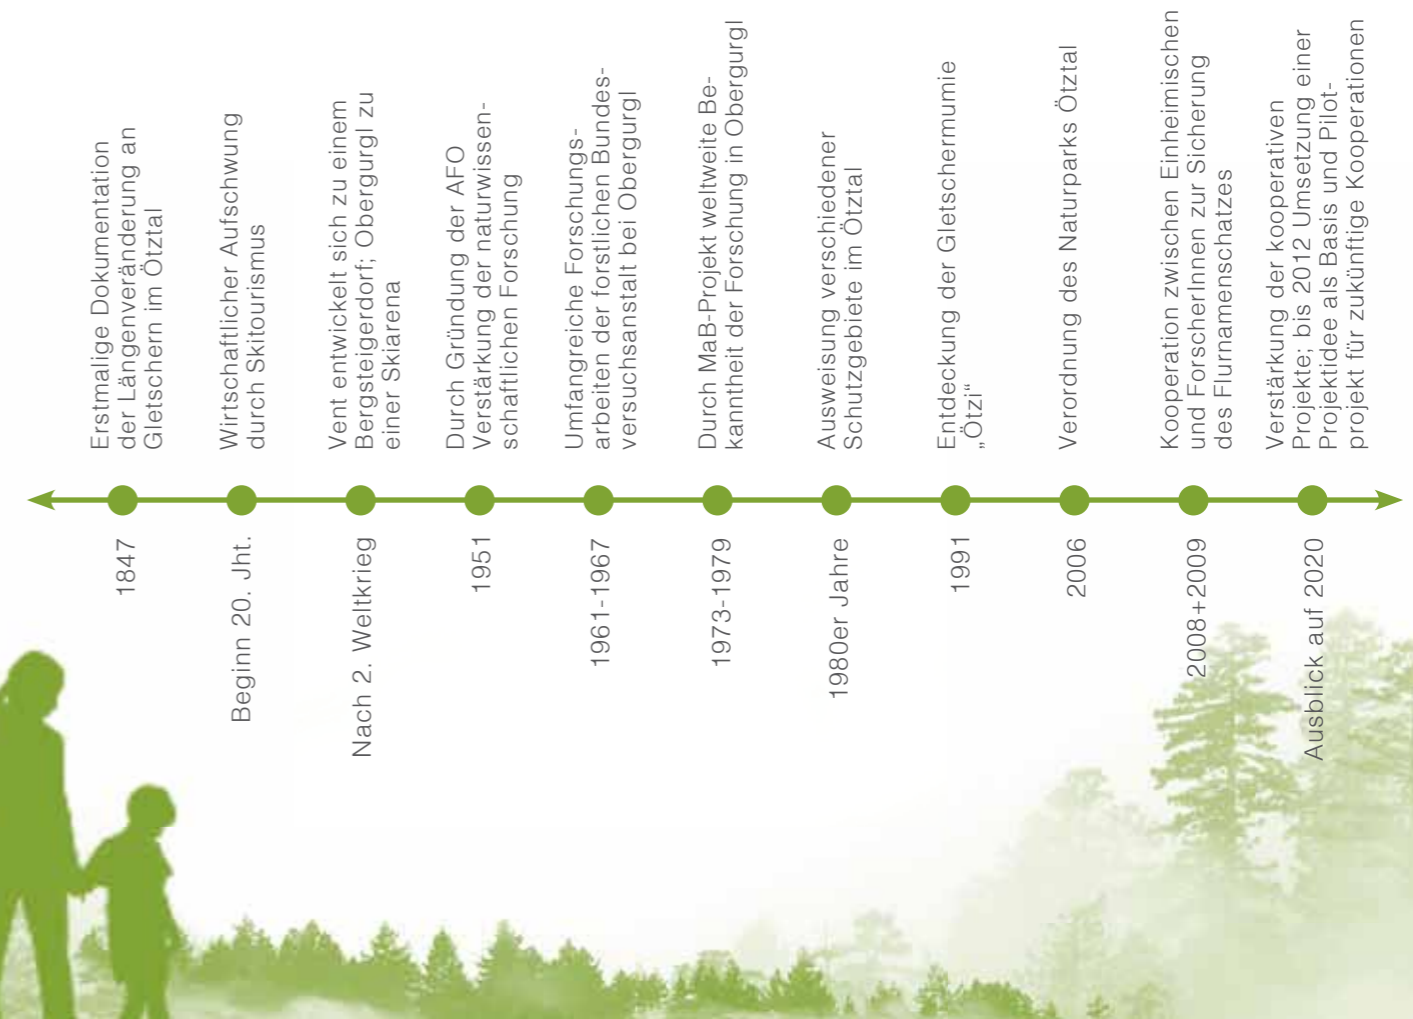 Erstmalige Dokumentation
der Längenveränderung an
Gletschern im Ötztal
1847
Wirtschaftlicher Aufschwung
durch Skitourismus
Beginn 20. Jht.
Vent entwickelt sich zu einem
Bergsteigerdorf; Obergurgl zu
einer Skiarena
Nach 2. Weltkrieg
Durch Gründung der AFO
Verstärkung der naturwissen-
schaftlichen Forschung
1951
Umfangreiche Forschungs-
arbeiten der forstlichen Bundes-
versuchsanstalt bei Obergurgl
1961-1967
Durch MaB-Projekt weltweite Be-
kanntheit der Forschung in Obergurgl
1973-1979
Ausweisung verschiedener
Schutzgebiete im Ötztal
1980er Jahre
Entdeckung der Gletschermumie
„Ötzi“
1991
Verordnung des Naturparks Ötztal
2006
Kooperation zwischen Einheimischen
und ForscherInnen zur Sicherung
des Flurnamenschatzes
2008+2009
Verstärkung der kooperativen
Projekte; bis 2012 Umsetzung einer
Projektidee als Basis und Pilot-
projekt für zukünftige Kooperationen
Ausblick auf 2020